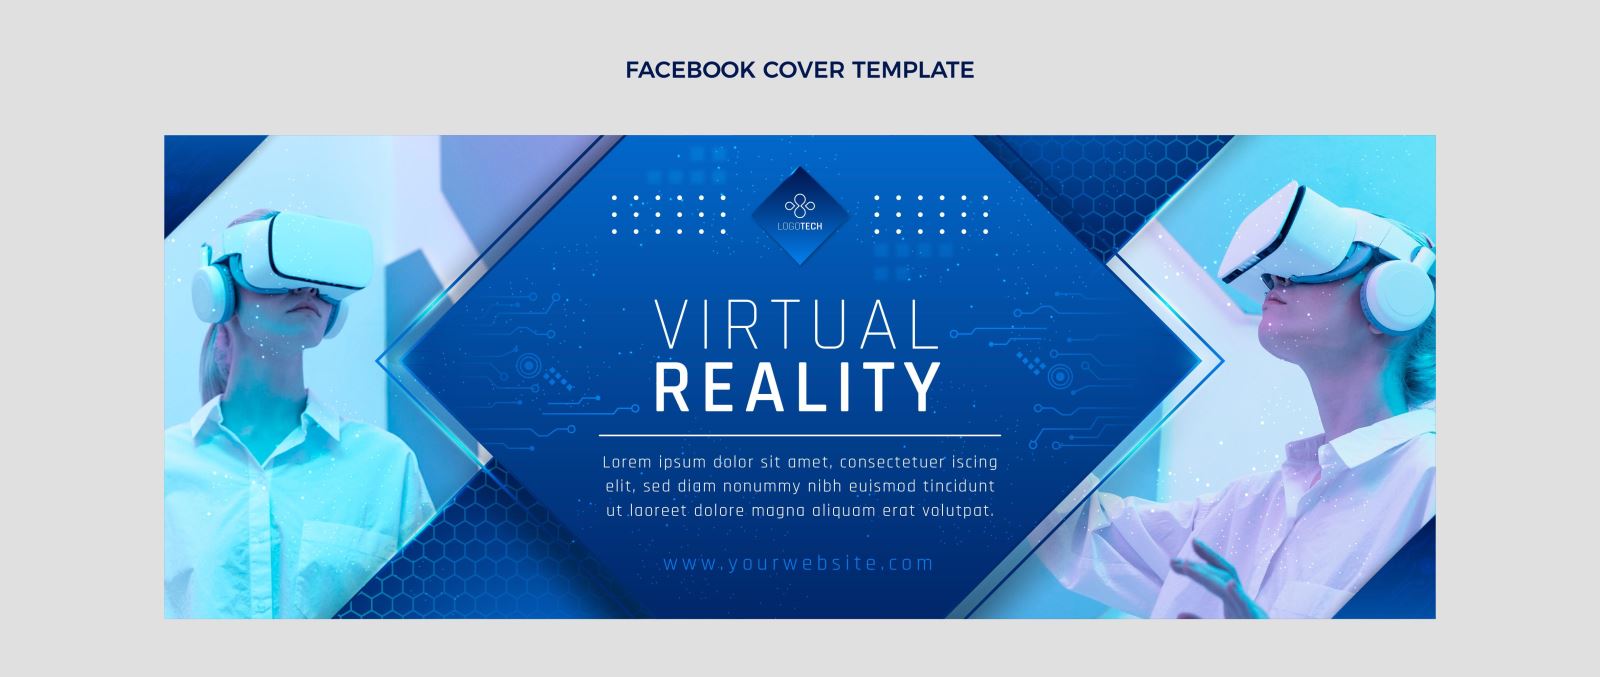 FACEBOOK COVER TEMPLATE
LOGOTECH
VIRTUAL
REALITY
Lorem ipsum dolor sit amet, consectetuer iscing
elit, sed diam nonummy nibh euismod tincidunt
ut laoreet dolore magna aliquam erat volutpat.
www.yourwebsite.com